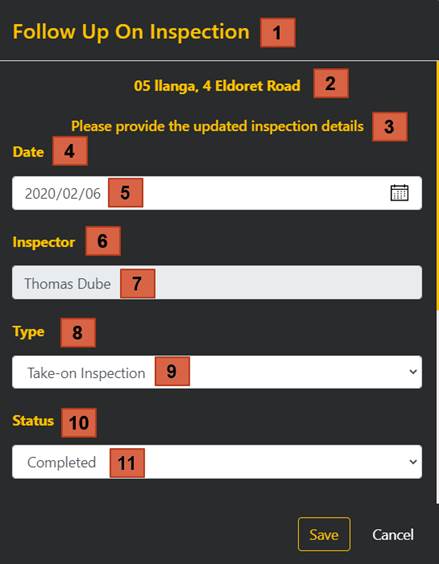 Follow Up On Inspection 1
05 llanga, 4 Eldoret Road 2
Please provide the updated inspection details 3
Date 4
2020/02/06 5
Inspector 6
Thomas Dube 7
Type 8
Take-on Inspection 9
Status 10
Completed 11
Save Cancel